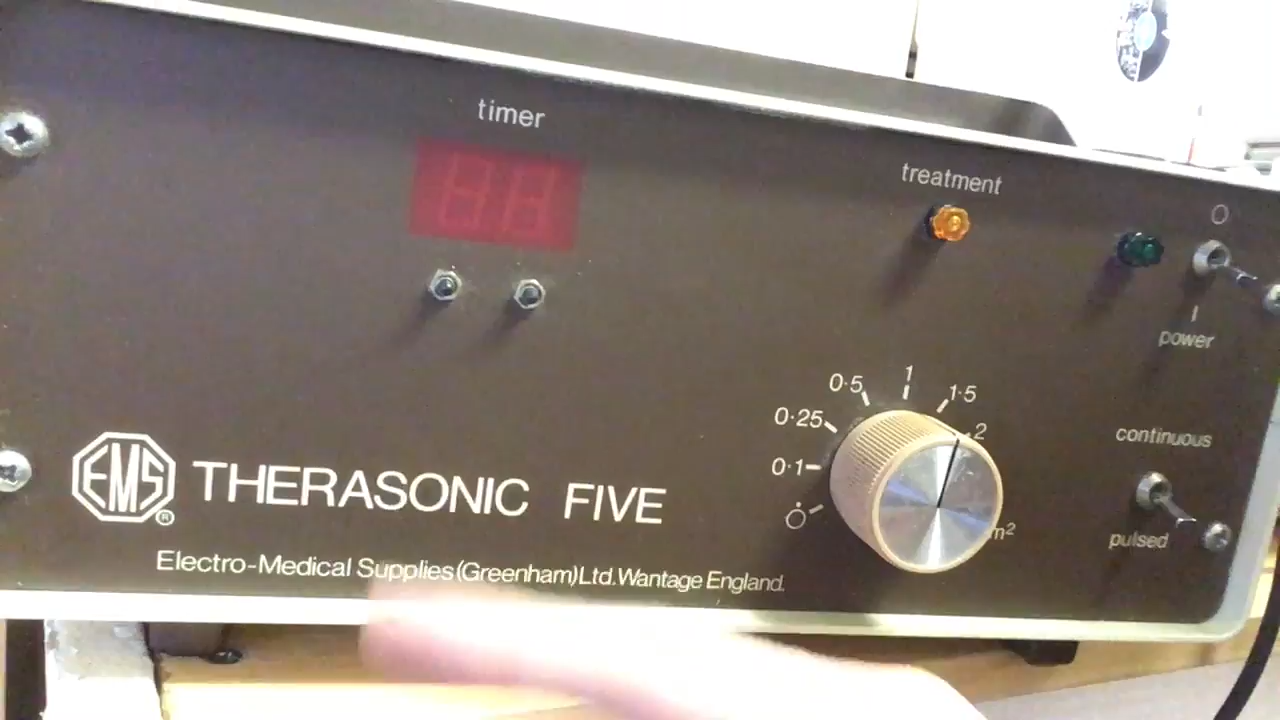 timer
treatment
power
0·5
1
1·5
0·25
2
0·1
continuous
pulsed
m²
EMS
®
THERASONIC FIVE
Electro-Medical Supplies (Greenham) Ltd. Wantage England.